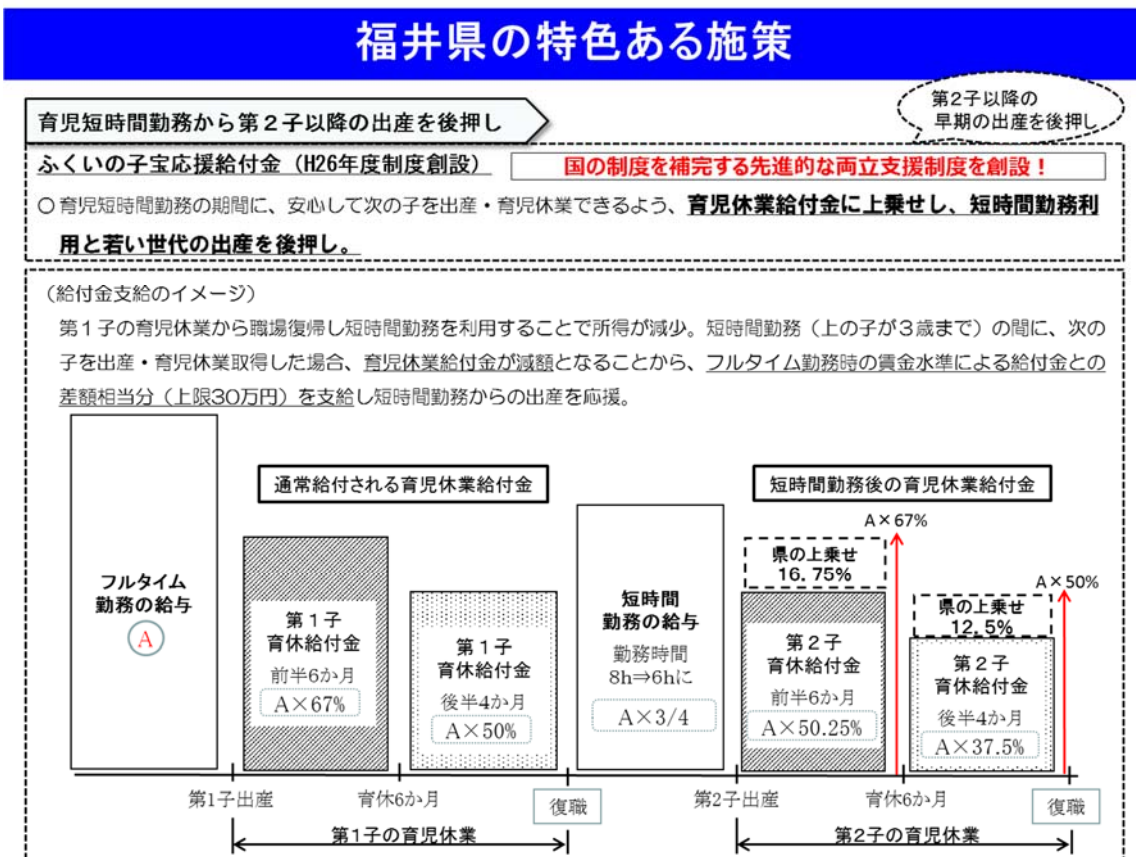 福井県の特色ある施策
第2子以降の
早期の出産を後押し
育児短時間勤務から第２子以降の出産を後押し
ふくいの子宝応援給付金（H26年度制度創設）
国の制度を補完する先進的な両立支援制度を創設！
○育児短時間勤務の期間に、安心して次の子を出産・育児休業できるよう、育児休業給付金に上乗せし、短時間勤務利
用と若い世代の出産を後押し。
（給付金支給のイメージ）
第１子の育児休業から職場復帰し短時間勤務を利用することで所得が減少。短時間勤務（上の子が３歳まで）の間に、次の
子を出産・育児休業取得した場合、育児休業給付金が減額となることから、フルタイム勤務時の賃金水準による給付金との
差額相当分（上限30万円）を支給し短時間勤務からの出産を応援。
通常給付される育児休業給付金
短時間勤務後の育児休業給付金
フルタイム
勤務の給与
A
第１子
育休給付金
前半6か月
A×67%
第１子
育休給付金
後半4か月
A×50%
短時間
勤務の給与
勤務時間
8h⇒6hに
A×3/4
県の上乗せ
16.75%
第２子
育休給付金
前半6か月
A×50.25%
A×67%
県の上乗せ
12.5%
第２子
育休給付金
後半4か月
A×37.5%
A×50%
第1子出産
育休6か月
復職
第2子出産
育休6か月
復職
第1子の育児休業
第2子の育児休業